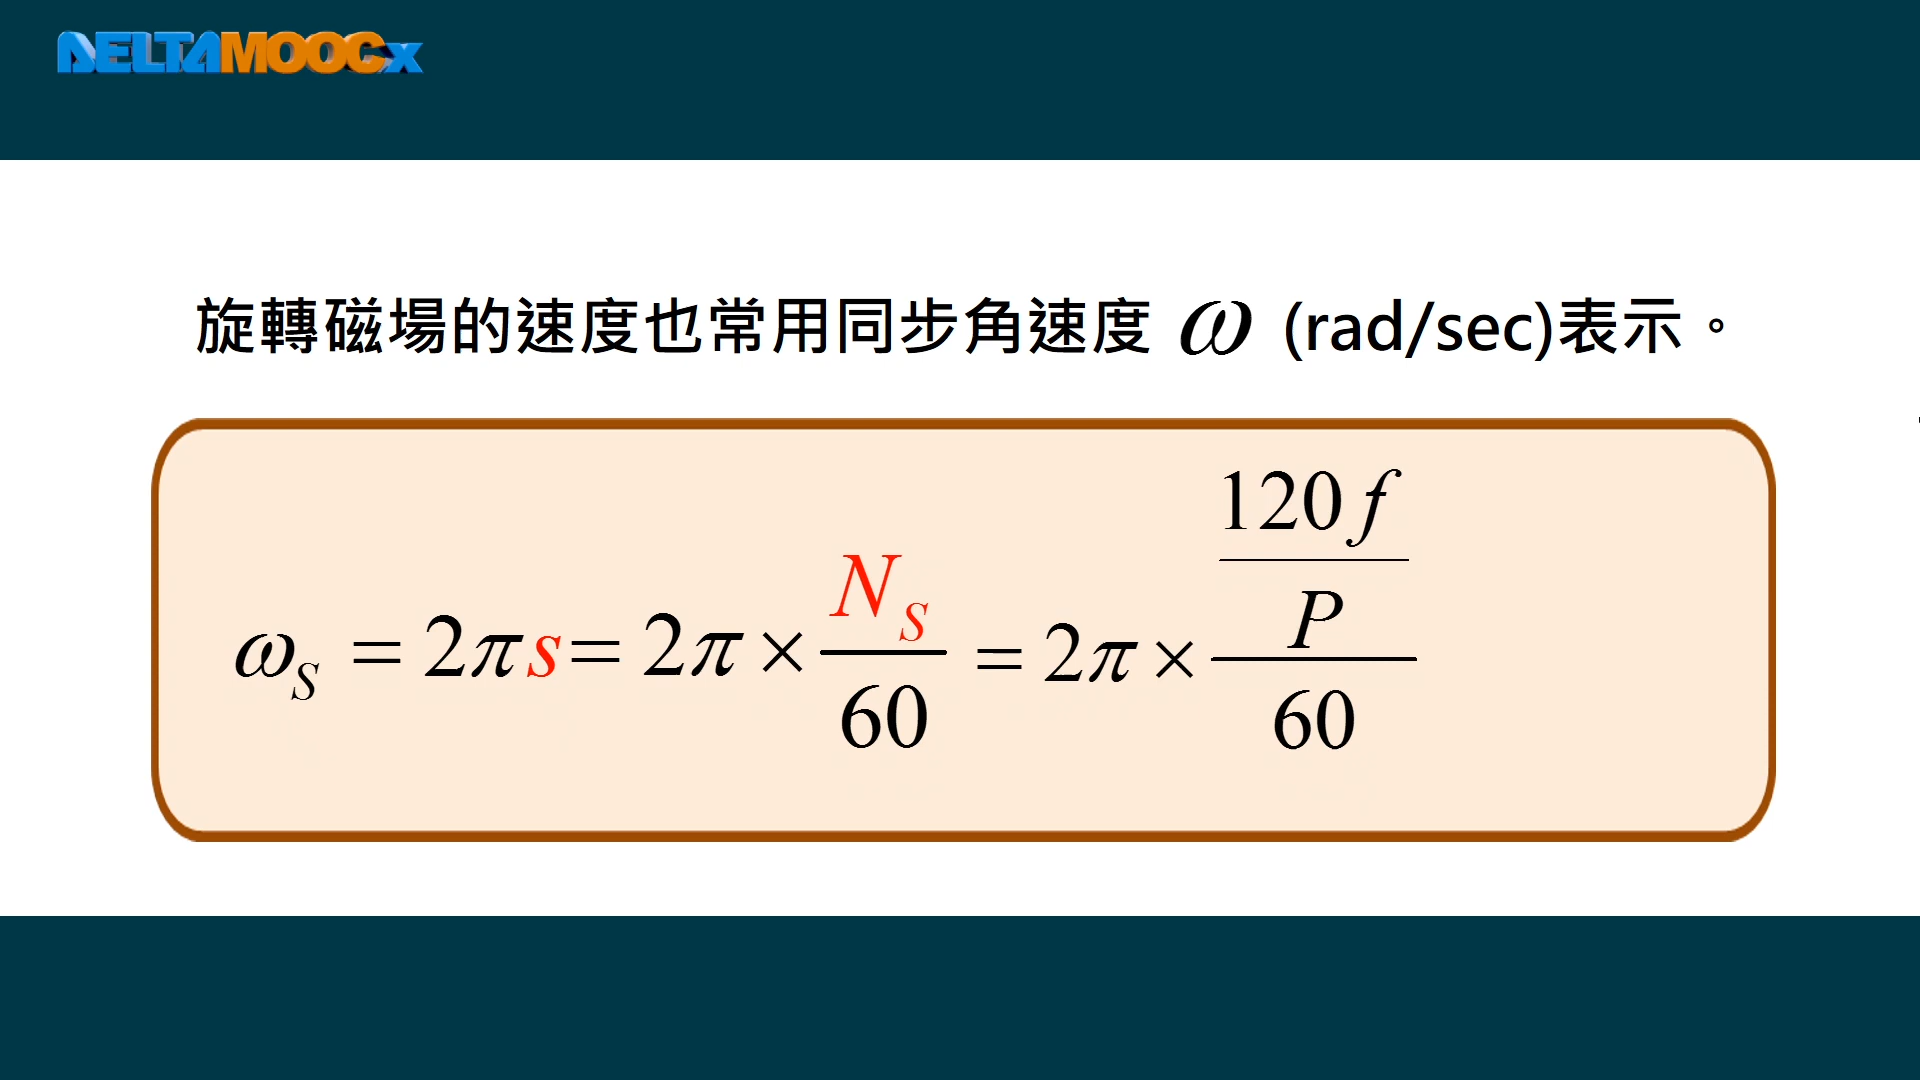 DELTAMOOCx
旋轉磁場的速度也常用同步角速度 ω (rad/sec)表示。
ω_S = 2πs = 2π × N_S/60 = 2π × (120f/P)/60